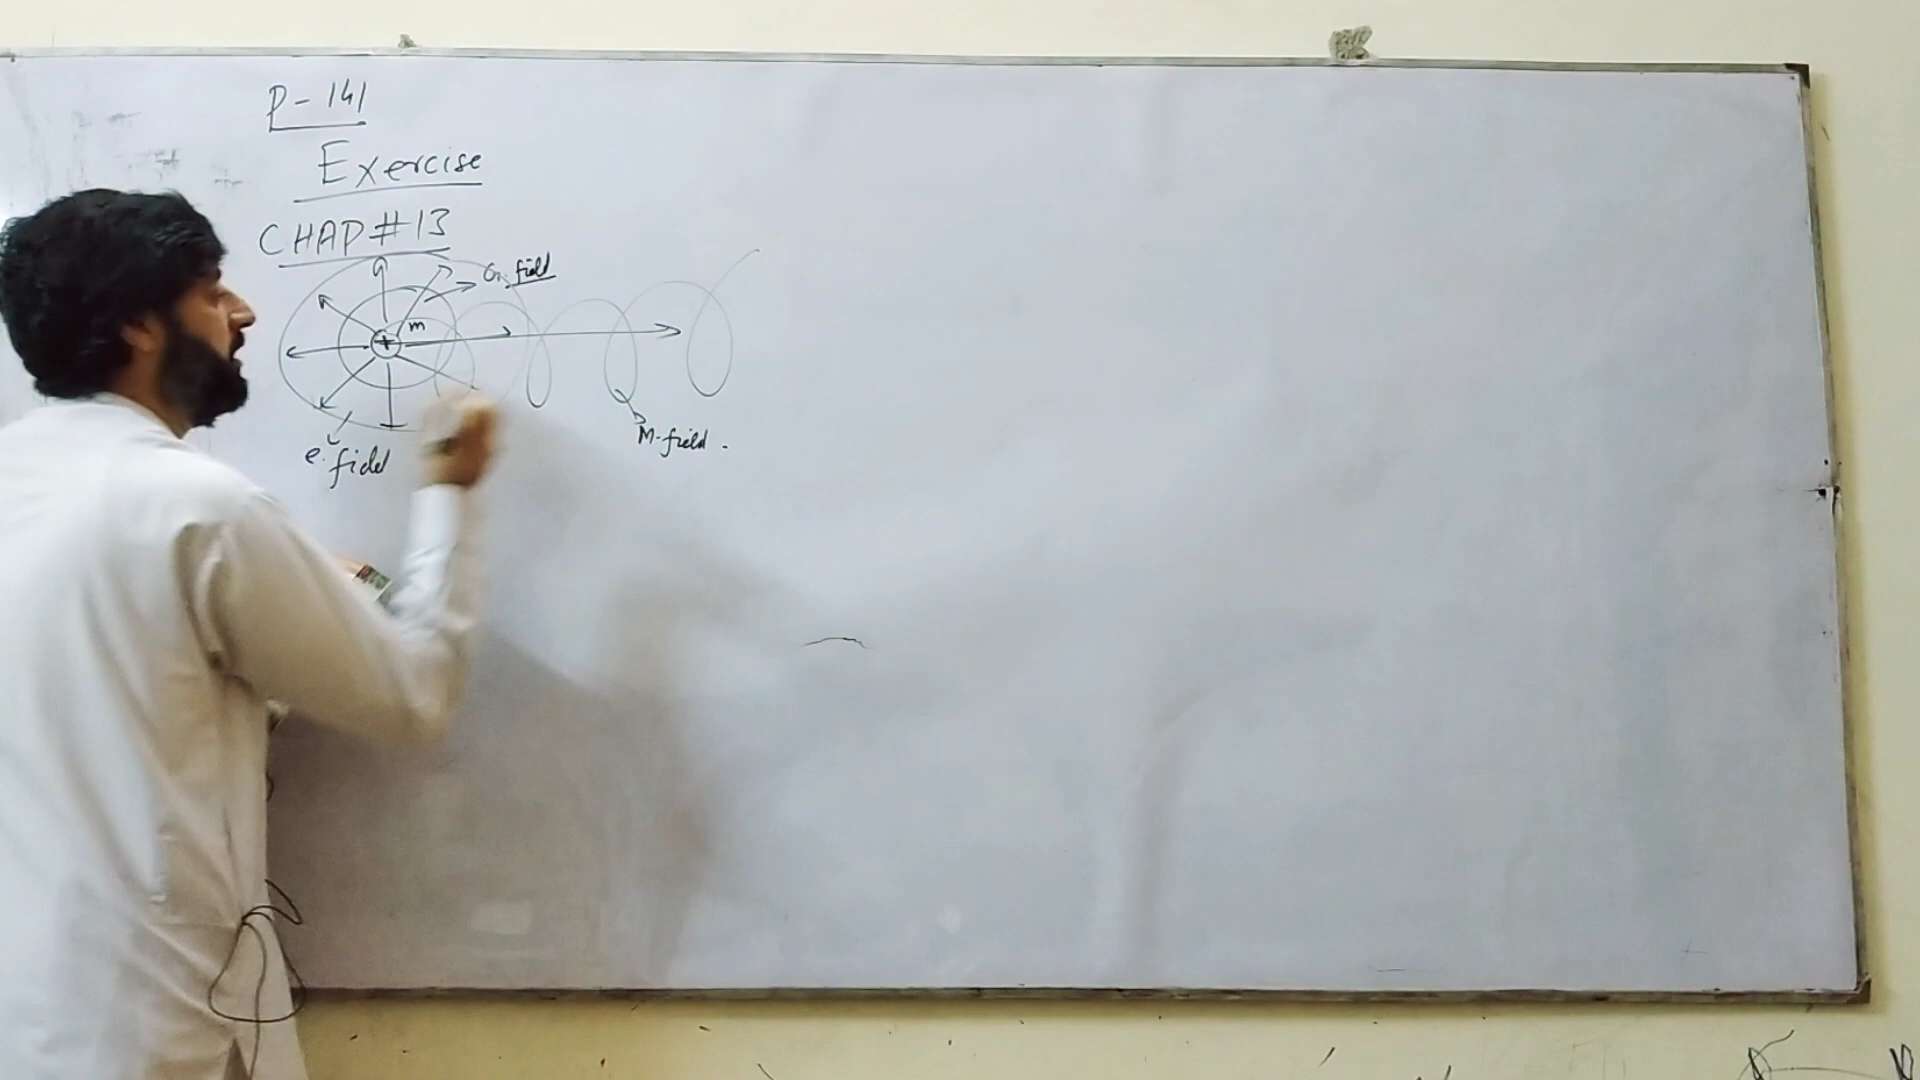 P-141
Exercise
CHAP#13
G. field
m
+
M-field.
e. field